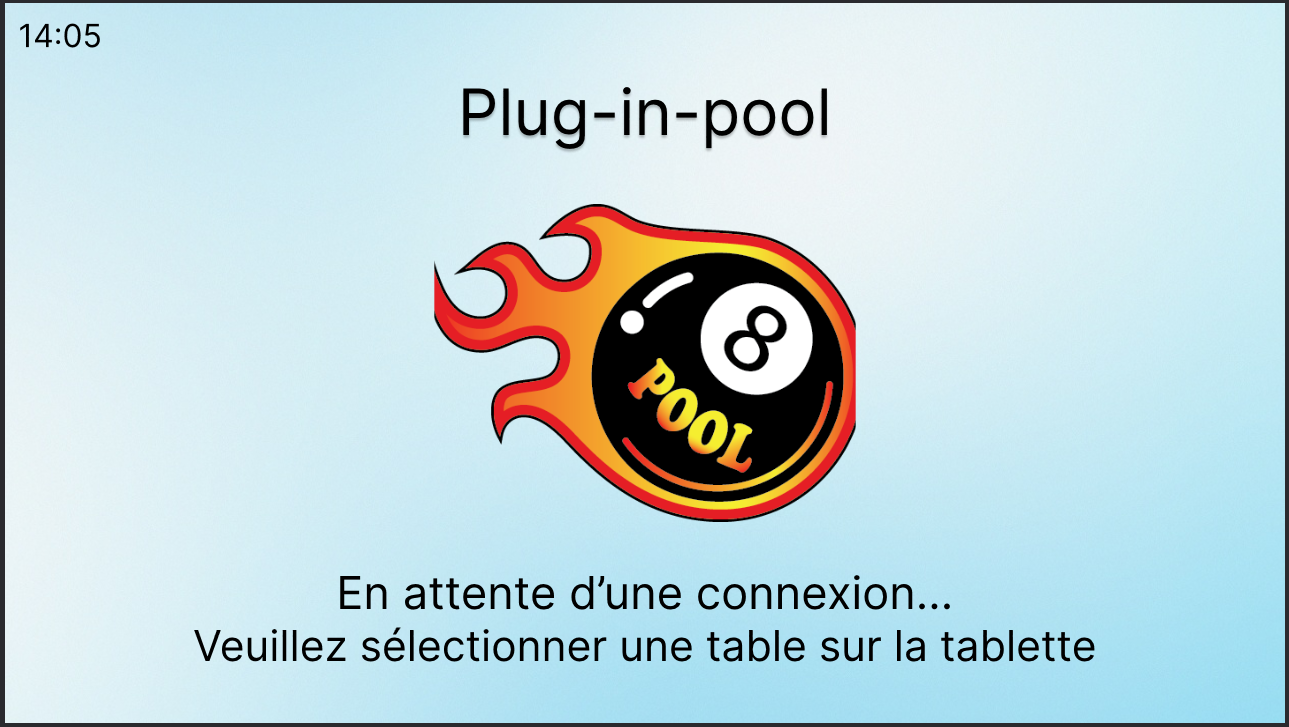 14:05
Plug-in-pool
8
POOL
En attente d’une connexion...
Veuillez sélectionner une table sur la tablette